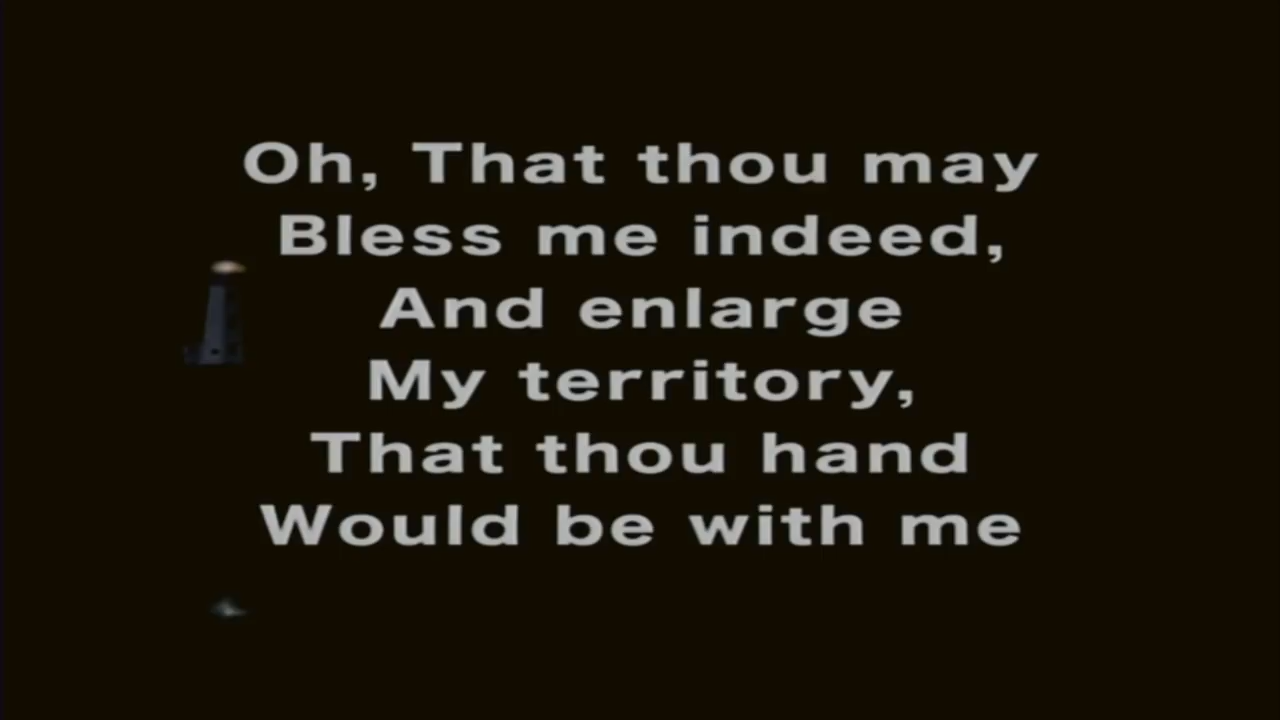 Oh, That thou may
Bless me indeed,
And enlarge
My territory,
That thou hand
Would be with me